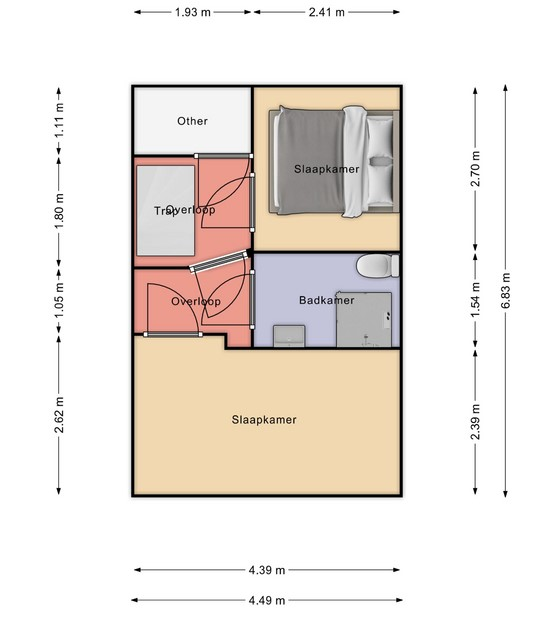 1.93 m
2.41 m
1.11 m
1.80 m
1.05 m
2.62 m
Other
Slaapkamer
Trap
Overloop
Overloop
Badkamer
Slaapkamer
2.70 m
1.54 m
2.39 m
6.83 m
4.39 m
4.49 m